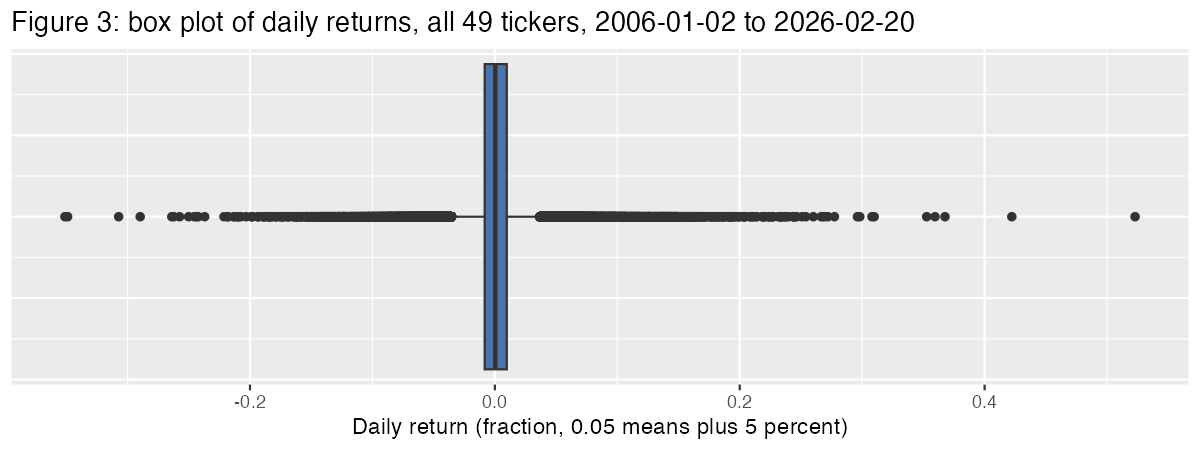 Figure 3: box plot of daily returns, all 49 tickers, 2006-01-02 to 2026-02-20
-0.2 0.0 0.2 0.4
Daily return (fraction, 0.05 means plus 5 percent)